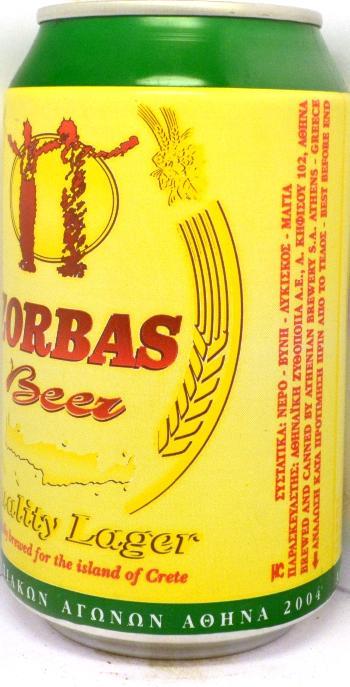 ORBAS
Beer
ality Lager
brewed for the island of Crete
ΑΚΩΝ ΑΓΩΝΩΝ ΑΘΗΝΑ 2004
ΣΥΣΤΑΤΙΚΑ: ΝΕΡΟ - ΒΥΝΗ - ΛΥΚΙΣΚΟΣ - ΜΑΓΙΑ
ΠΑΡΑΣΚΕΥΑΣΤΗΣ: ΑΘΗΝΑΪΚΗ ΖΥΘΟΠΟΙΙΑ Α.Ε., Λ. ΚΗΦΙΣΟΥ 102, ΑΘΗΝΑ
BREWED AND CANNED BY ATHENIAN BREWERY S.A. ATHENS - GREECE
ΑΝΑΛΩΣΗ ΚΑΤΑ ΠΡΟΤΙΜΗΣΗ ΠΡΙΝ ΑΠΟ ΤΟ ΤΕΛΟΣ - BEST BEFORE END